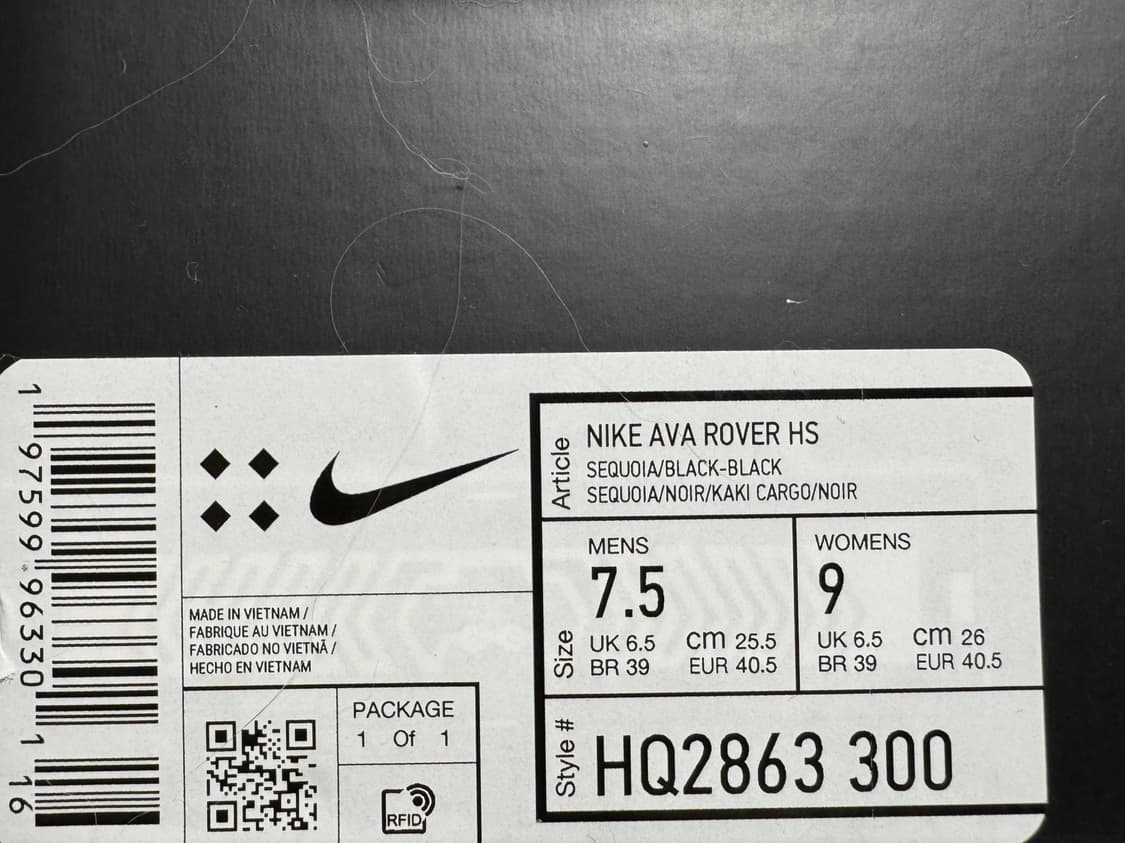 1 97599 96330 1 16
MADE IN VIETNAM /
FABRIQUE AU VIETNAM /
FABRICADO NO VIETNÃ /
HECHO EN VIETNAM
PACKAGE
1 Of 1
RFID
Article
NIKE AVA ROVER HS
SEQUOIA/BLACK-BLACK
SEQUOIA/NOIR/KAKI CARGO/NOIR
Size
MENS
7.5
UK 6.5 cm 25.5
BR 39 EUR 40.5
WOMENS
9
UK 6.5 cm 26
BR 39 EUR 40.5
Style #
HQ2863 300